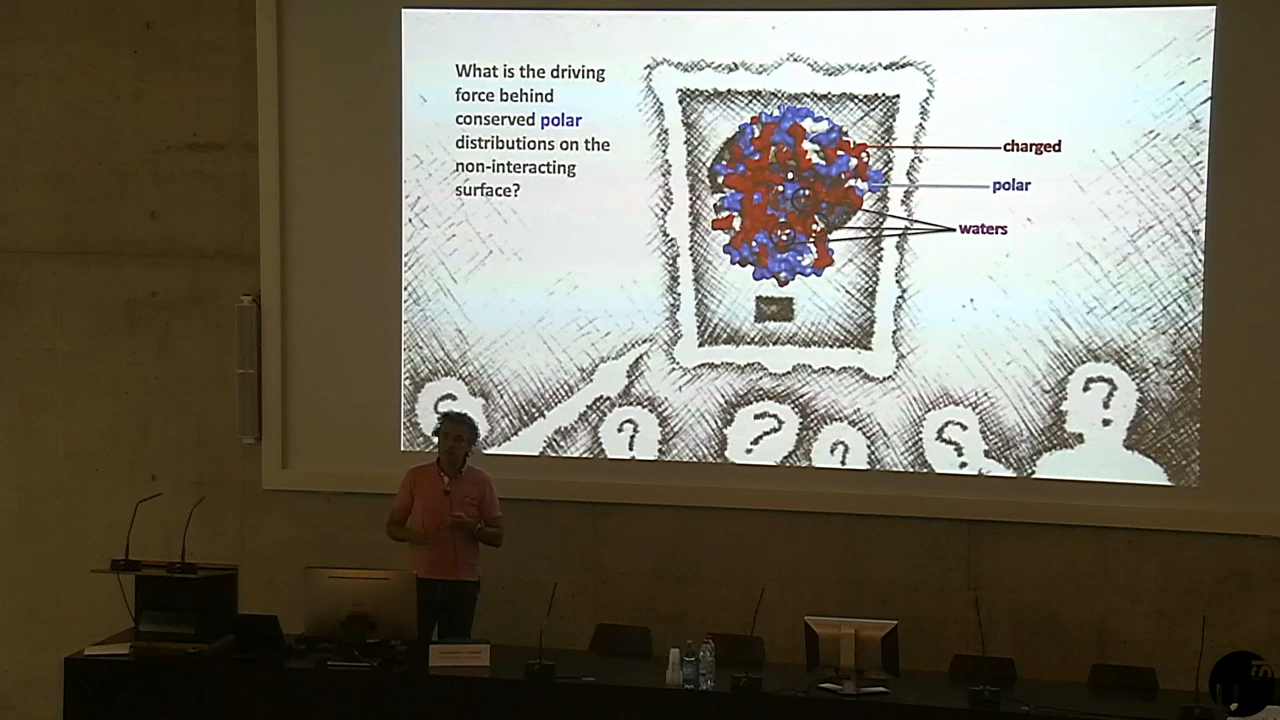 What is the driving
force behind
conserved polar
distributions on the
non-interacting
surface?
charged
polar
waters
?
?
?
?
?
?